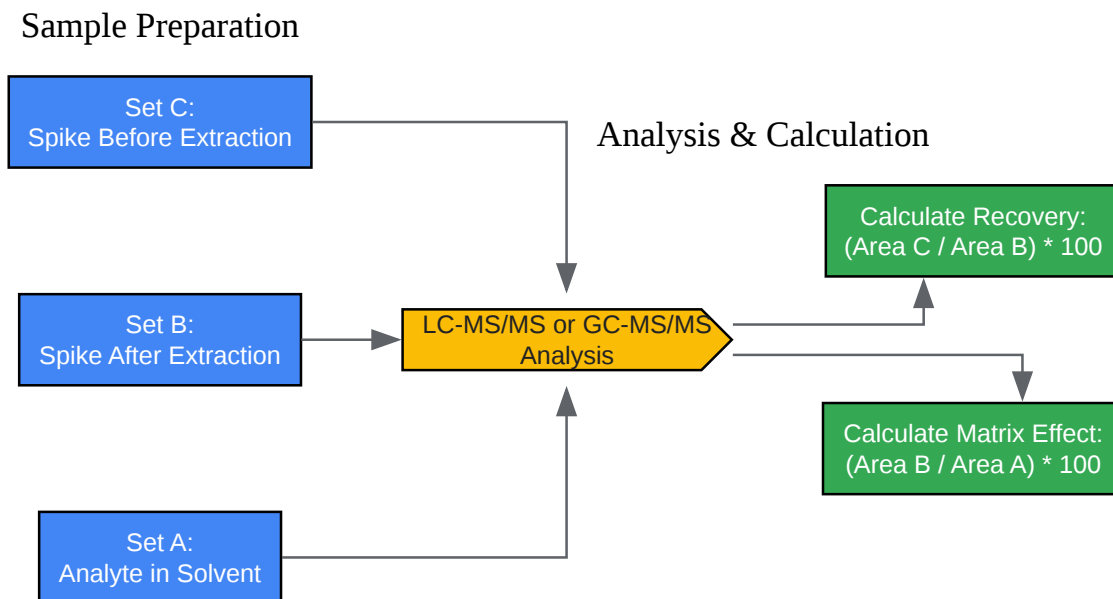 Sample Preparation
Set C:
Spike Before Extraction
Analysis & Calculation
Calculate Recovery:
(Area C / Area B) * 100
Set B:
Spike After Extraction
LC-MS/MS or GC-MS/MS
Analysis
Calculate Matrix Effect:
(Area B / Area A) * 100
Set A:
Analyte in Solvent